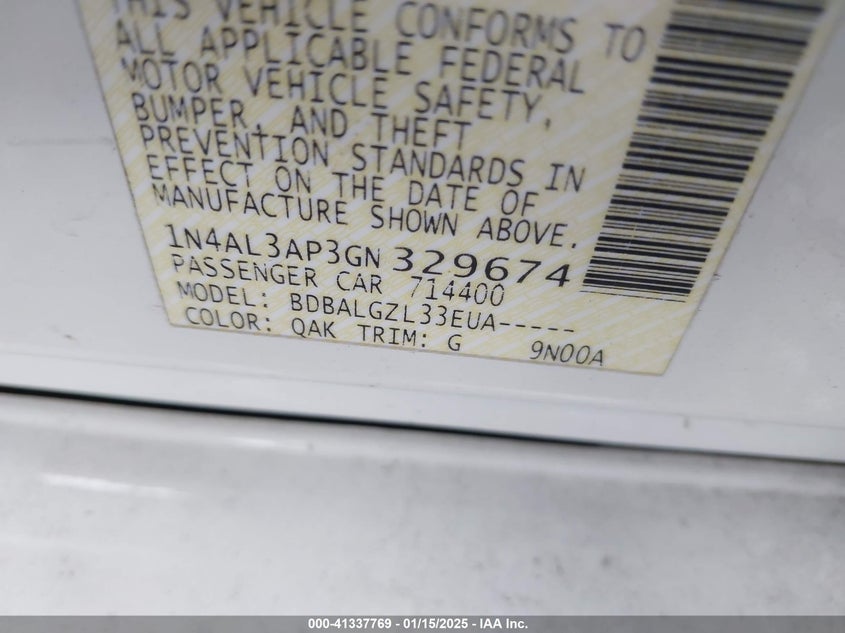 THIS VEHICLE CONFORMS TO
ALL APPLICABLE FEDERAL
MOTOR VEHICLE SAFETY,
BUMPER, AND THEFT
PREVENTION STANDARDS IN
EFFECT ON THE DATE OF
MANUFACTURE SHOWN ABOVE.
1N4AL3AP3GN329674
PASSENGER CAR 714400
MODEL: BDBALGZL33EUA-----
COLOR: QAK TRIM: G 9N00A
000-41337769 - 01/15/2025 - IAA Inc.